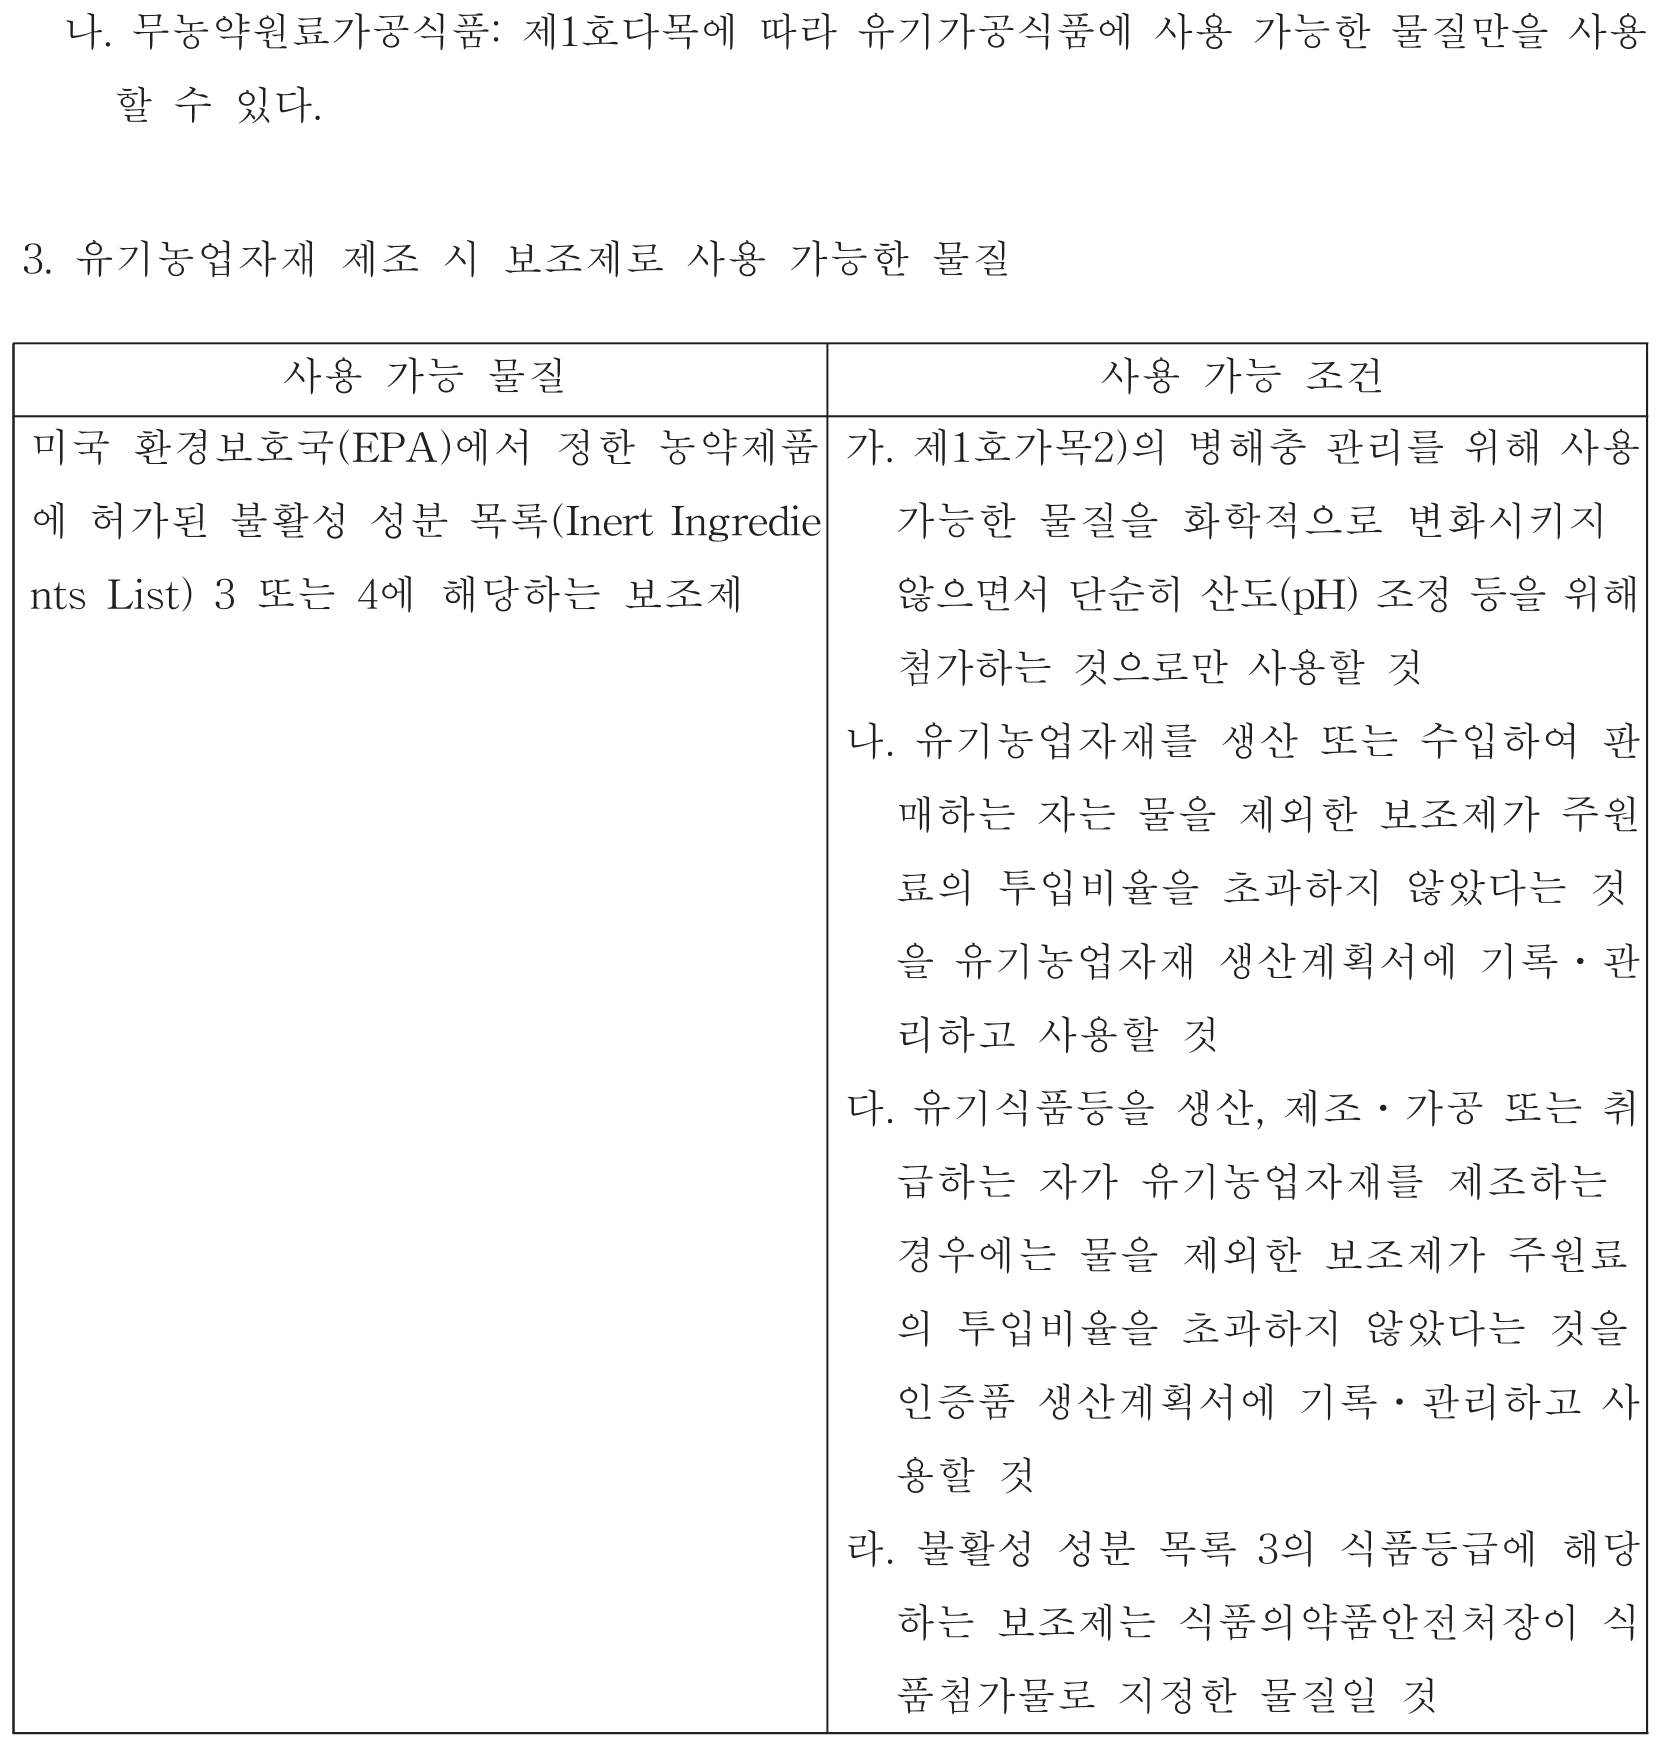 나. 무농약원료가공식품: 제1호다목에 따라 유기가공식품에 사용 가능한 물질만을 사용
할 수 있다.
3. 유기농업자재 제조 시 보조제로 사용 가능한 물질
사용 가능 물질
사용 가능 조건
미국 환경보호국(EPA)에서 정한 농약제품
에 허가된 불활성 성분 목록(Inert Ingredie
nts List) 3 또는 4에 해당하는 보조제
가. 제1호가목2)의 병해충 관리를 위해 사용
가능한 물질을 화학적으로 변화시키지
않으면서 단순히 산도(pH) 조정 등을 위해
첨가하는 것으로만 사용할 것
나. 유기농업자재를 생산 또는 수입하여 판
매하는 자는 물을 제외한 보조제가 주원
료의 투입비율을 초과하지 않았다는 것
을 유기농업자재 생산계획서에 기록ㆍ관
리하고 사용할 것
다. 유기식품등을 생산, 제조ㆍ가공 또는 취
급하는 자가 유기농업자재를 제조하는
경우에는 물을 제외한 보조제가 주원료
의 투입비율을 초과하지 않았다는 것을
인증품 생산계획서에 기록ㆍ관리하고 사
용할 것
라. 불활성 성분 목록 3의 식품등급에 해당
하는 보조제는 식품의약품안전처장이 식
품첨가물로 지정한 물질일 것